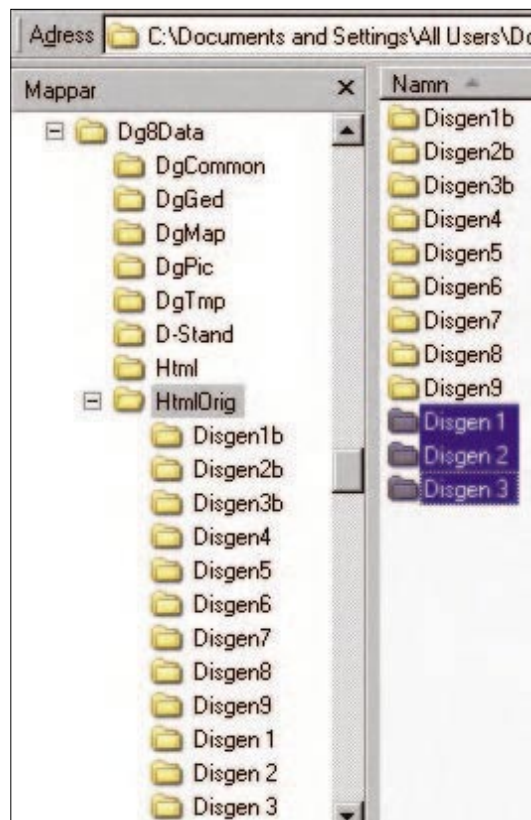 Adress C:\Documents and Settings\All Users\Do
Mappar
Dg8Data
DgCommon
DgGed
DgMap
DgPic
DgTmp
D-Stand
Html
HtmlOrig
Disgen1b
Disgen2b
Disgen3b
Disgen4
Disgen5
Disgen6
Disgen7
Disgen8
Disgen9
Disgen 1
Disgen 2
Disgen 3
Namn
Disgen1b
Disgen2b
Disgen3b
Disgen4
Disgen5
Disgen6
Disgen7
Disgen8
Disgen9
Disgen 1
Disgen 2
Disgen 3